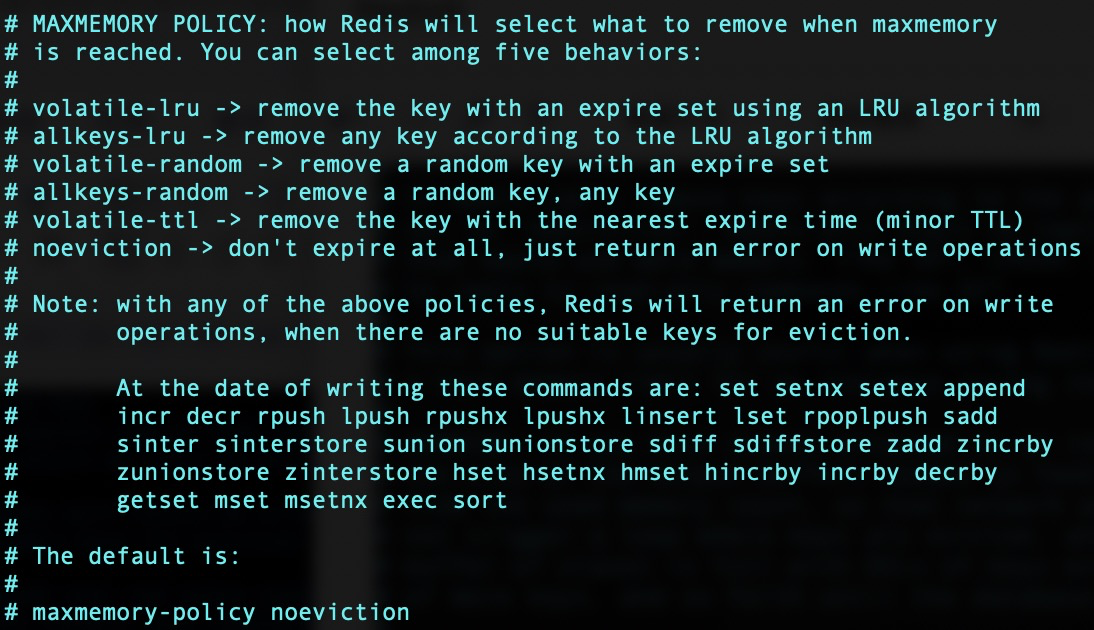 # MAXMEMORY POLICY: how Redis will select what to remove when maxmemory
# is reached. You can select among five behaviors:
#
# volatile-lru -> remove the key with an expire set using an LRU algorithm
# allkeys-lru -> remove any key according to the LRU algorithm
# volatile-random -> remove a random key with an expire set
# allkeys-random -> remove a random key, any key
# volatile-ttl -> remove the key with the nearest expire time (minor TTL)
# noeviction -> don't expire at all, just return an error on write operations
#
# Note: with any of the above policies, Redis will return an error on write
#       operations, when there are no suitable keys for eviction.
#
#       At the date of writing these commands are: set setnx setex append
#       incr decr rpush lpush rpushx lpushx linsert lset rpoplpush sadd
#       sinter sinterstore sunion sunionstore sdiff sdiffstore zadd zincrby
#       zunionstore zinterstore hset hsetnx hmset hincrby incrby decrby
#       getset mset msetnx exec sort
#
# The default is:
#
# maxmemory-policy noeviction